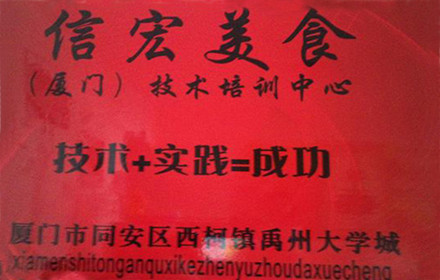 信宏美食
（厦门）技术培训中心
技术+实践=成功
厦门市同安区西柯镇禹州大学城
xiamenshitonganquxikezhenyuzhoudaxuecheng